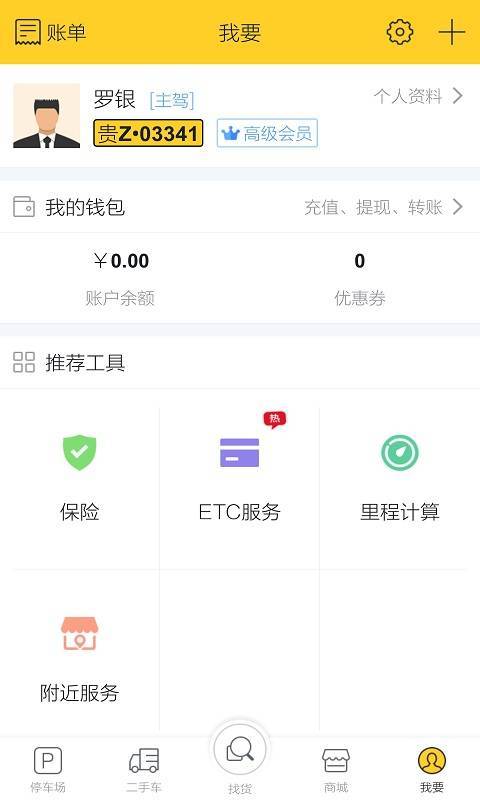 账单
我要
罗银 [主驾]
个人资料
贵Z•03341
高级会员
我的钱包
充值、提现、转账
￥0.00
0
账户余额
优惠券
推荐工具
热
保险
ETC服务
里程计算
附近服务
P
停车场
二手车
找货
商城
我要